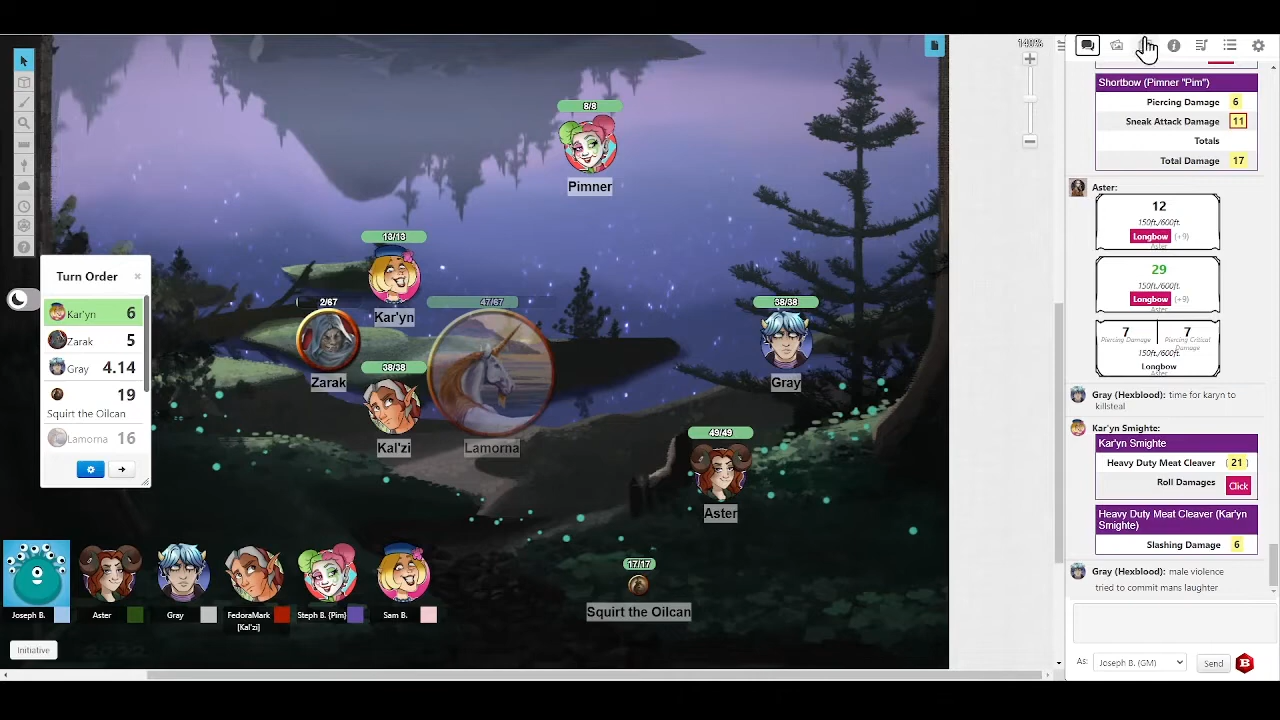 8/8
Pimner
13/13
Kar'yn
2/67
Zarak
47/67
Lamorna
38/38
Kal'zi
38/38
Gray
49/49
Aster
17/17
Squirt the Oilcan
Turn Order
Kar'yn 6
Zarak 5
Gray 4.14
19
Squirt the Oilcan
Lamorna 16
Joseph B.
Aster
Gray
FedoraMark
[Kal'zi]
Steph B. (Pim)
Sam B.
Initiative
Shortbow (Pimner "Pim")
Piercing Damage 6
Sneak Attack Damage 11
Totals
Total Damage 17
Aster:
12
150ft./600ft.
Longbow (+9)
Aster
29
150ft./600ft.
Longbow (+9)
Aster
7 7
Piercing Damage Piercing Critical
Damage
150ft./600ft.
Longbow
Aster
Gray (Hexblood): time for karyn to
killsteal
Kar'yn Smighte:
Kar'yn Smighte
Heavy Duty Meat Cleaver (21)
Roll Damages Click
Heavy Duty Meat Cleaver (Kar'yn
Smighte)
Slashing Damage 6
Gray (Hexblood): male violence
tried to commit mans laughter
As: Joseph B. (GM) Send